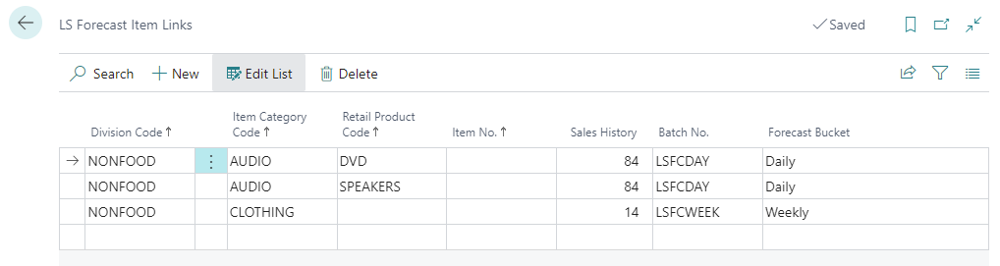 LS Forecast Item Links
Saved
Search
New
Edit List
Delete
Division Code ↑
Item Category
Code ↑
Retail Product
Code ↑
Item No. ↑
Sales History
Batch No.
Forecast Bucket
NONFOOD AUDIO DVD 84 LSFCDAY Daily
NONFOOD AUDIO SPEAKERS 84 LSFCDAY Daily
NONFOOD CLOTHING 14 LSFCWEEK Weekly